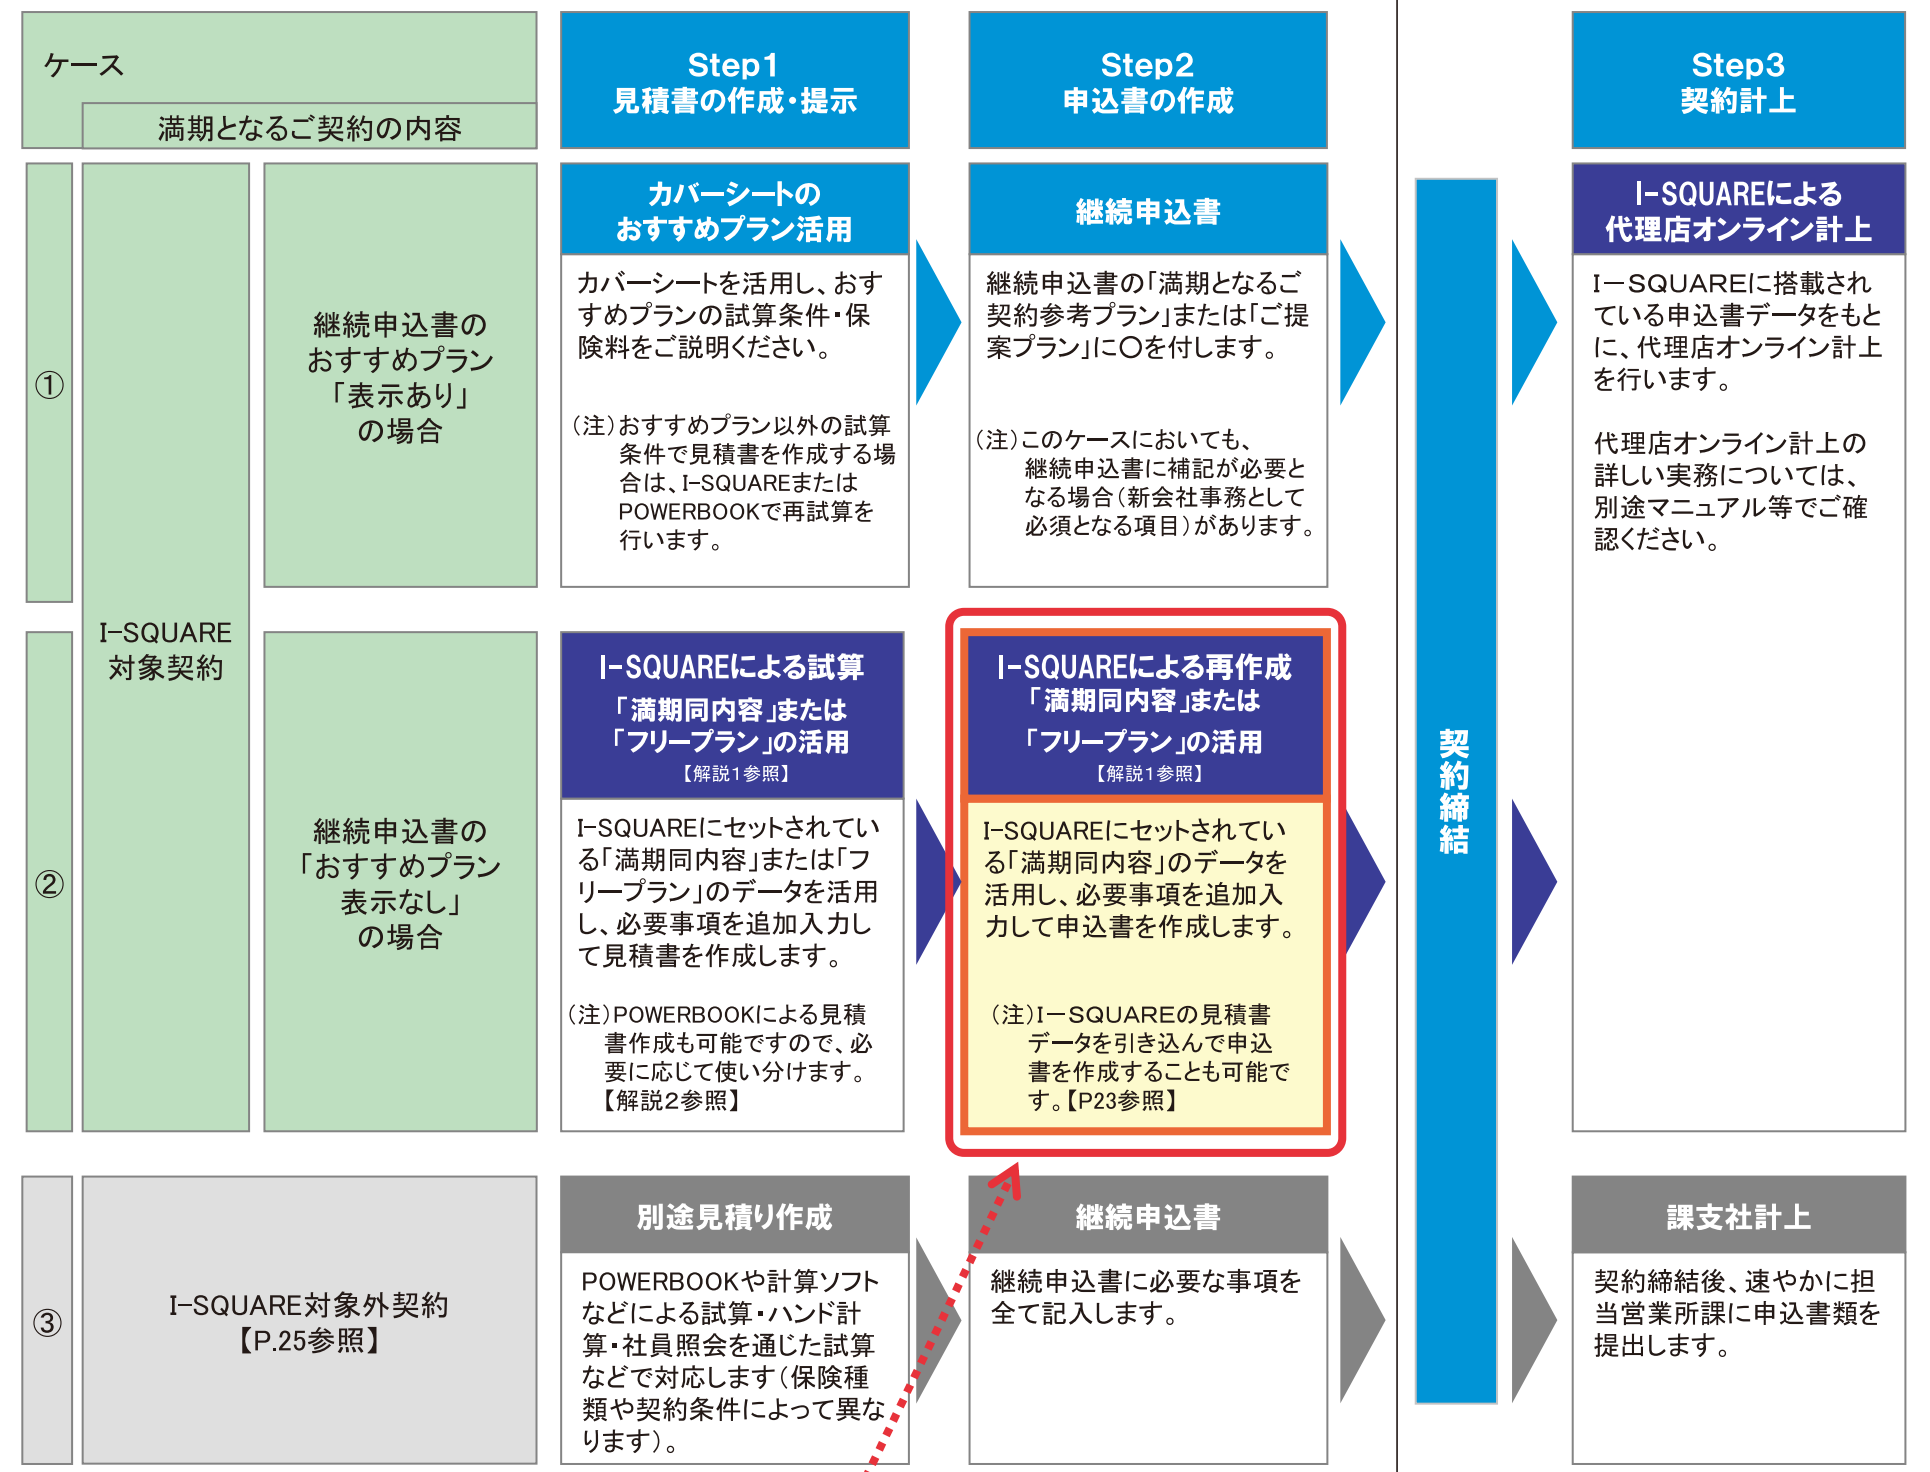 ケース
満期となるご契約の内容
Step1
見積書の作成・提示
Step2
申込書の作成
Step3
契約計上
①
I-SQUARE
対象契約
継続申込書の
おすすめプラン
「表示あり」
の場合
カバーシートの
おすすめプラン活用
カバーシートを活用し、おす
すめプランの試算条件・保
険料をご説明ください。
（注）おすすめプラン以外の試算
条件で見積書を作成する場
合は、I-SQUAREまたは
POWERBOOKで再試算を
行います。
継続申込書
継続申込書の「満期となるご
契約参考プラン」または「ご提
案プラン」に〇を付します。
（注）このケースにおいても、
継続申込書に補記が必要と
なる場合（新会社事務として
必須となる項目）があります。
契約締結
I-SQUAREによる
代理店オンライン計上
I－SQUAREに搭載され
ている申込書データをもと
に、代理店オンライン計上
を行います。
代理店オンライン計上の
詳しい実務については、
別途マニュアル等でご確
認ください。
②
継続申込書の
「おすすめプラン
表示なし」
の場合
I-SQUAREによる試算
「満期同内容」または
「フリープラン」の活用
【解説1参照】
I-SQUAREにセットされてい
る「満期同内容」または「フ
リープラン」のデータを活用
し、必要事項を追加入力し
て見積書を作成します。
（注）POWERBOOKによる見積
書作成も可能ですので、必
要に応じて使い分けます。
【解説2参照】
I-SQUAREによる再作成
「満期同内容」または
「フリープラン」の活用
【解説1参照】
I-SQUAREにセットされてい
る「満期同内容」のデータを
活用し、必要事項を追加入
力して申込書を作成します。
（注）I－SQUAREの見積書
データを引き込んで申込
書を作成することも可能で
す。【P23参照】
③
I-SQUARE対象外契約
【P.25参照】
別途見積り作成
POWERBOOKや計算ソフト
などによる試算・ハンド計
算・社員照会を通じた試算
などで対応します（保険種
類や契約条件によって異な
ります）。
継続申込書
継続申込書に必要な事項を
全て記入します。
課支社計上
契約締結後、速やかに担
当営業所課に申込書類を
提出します。